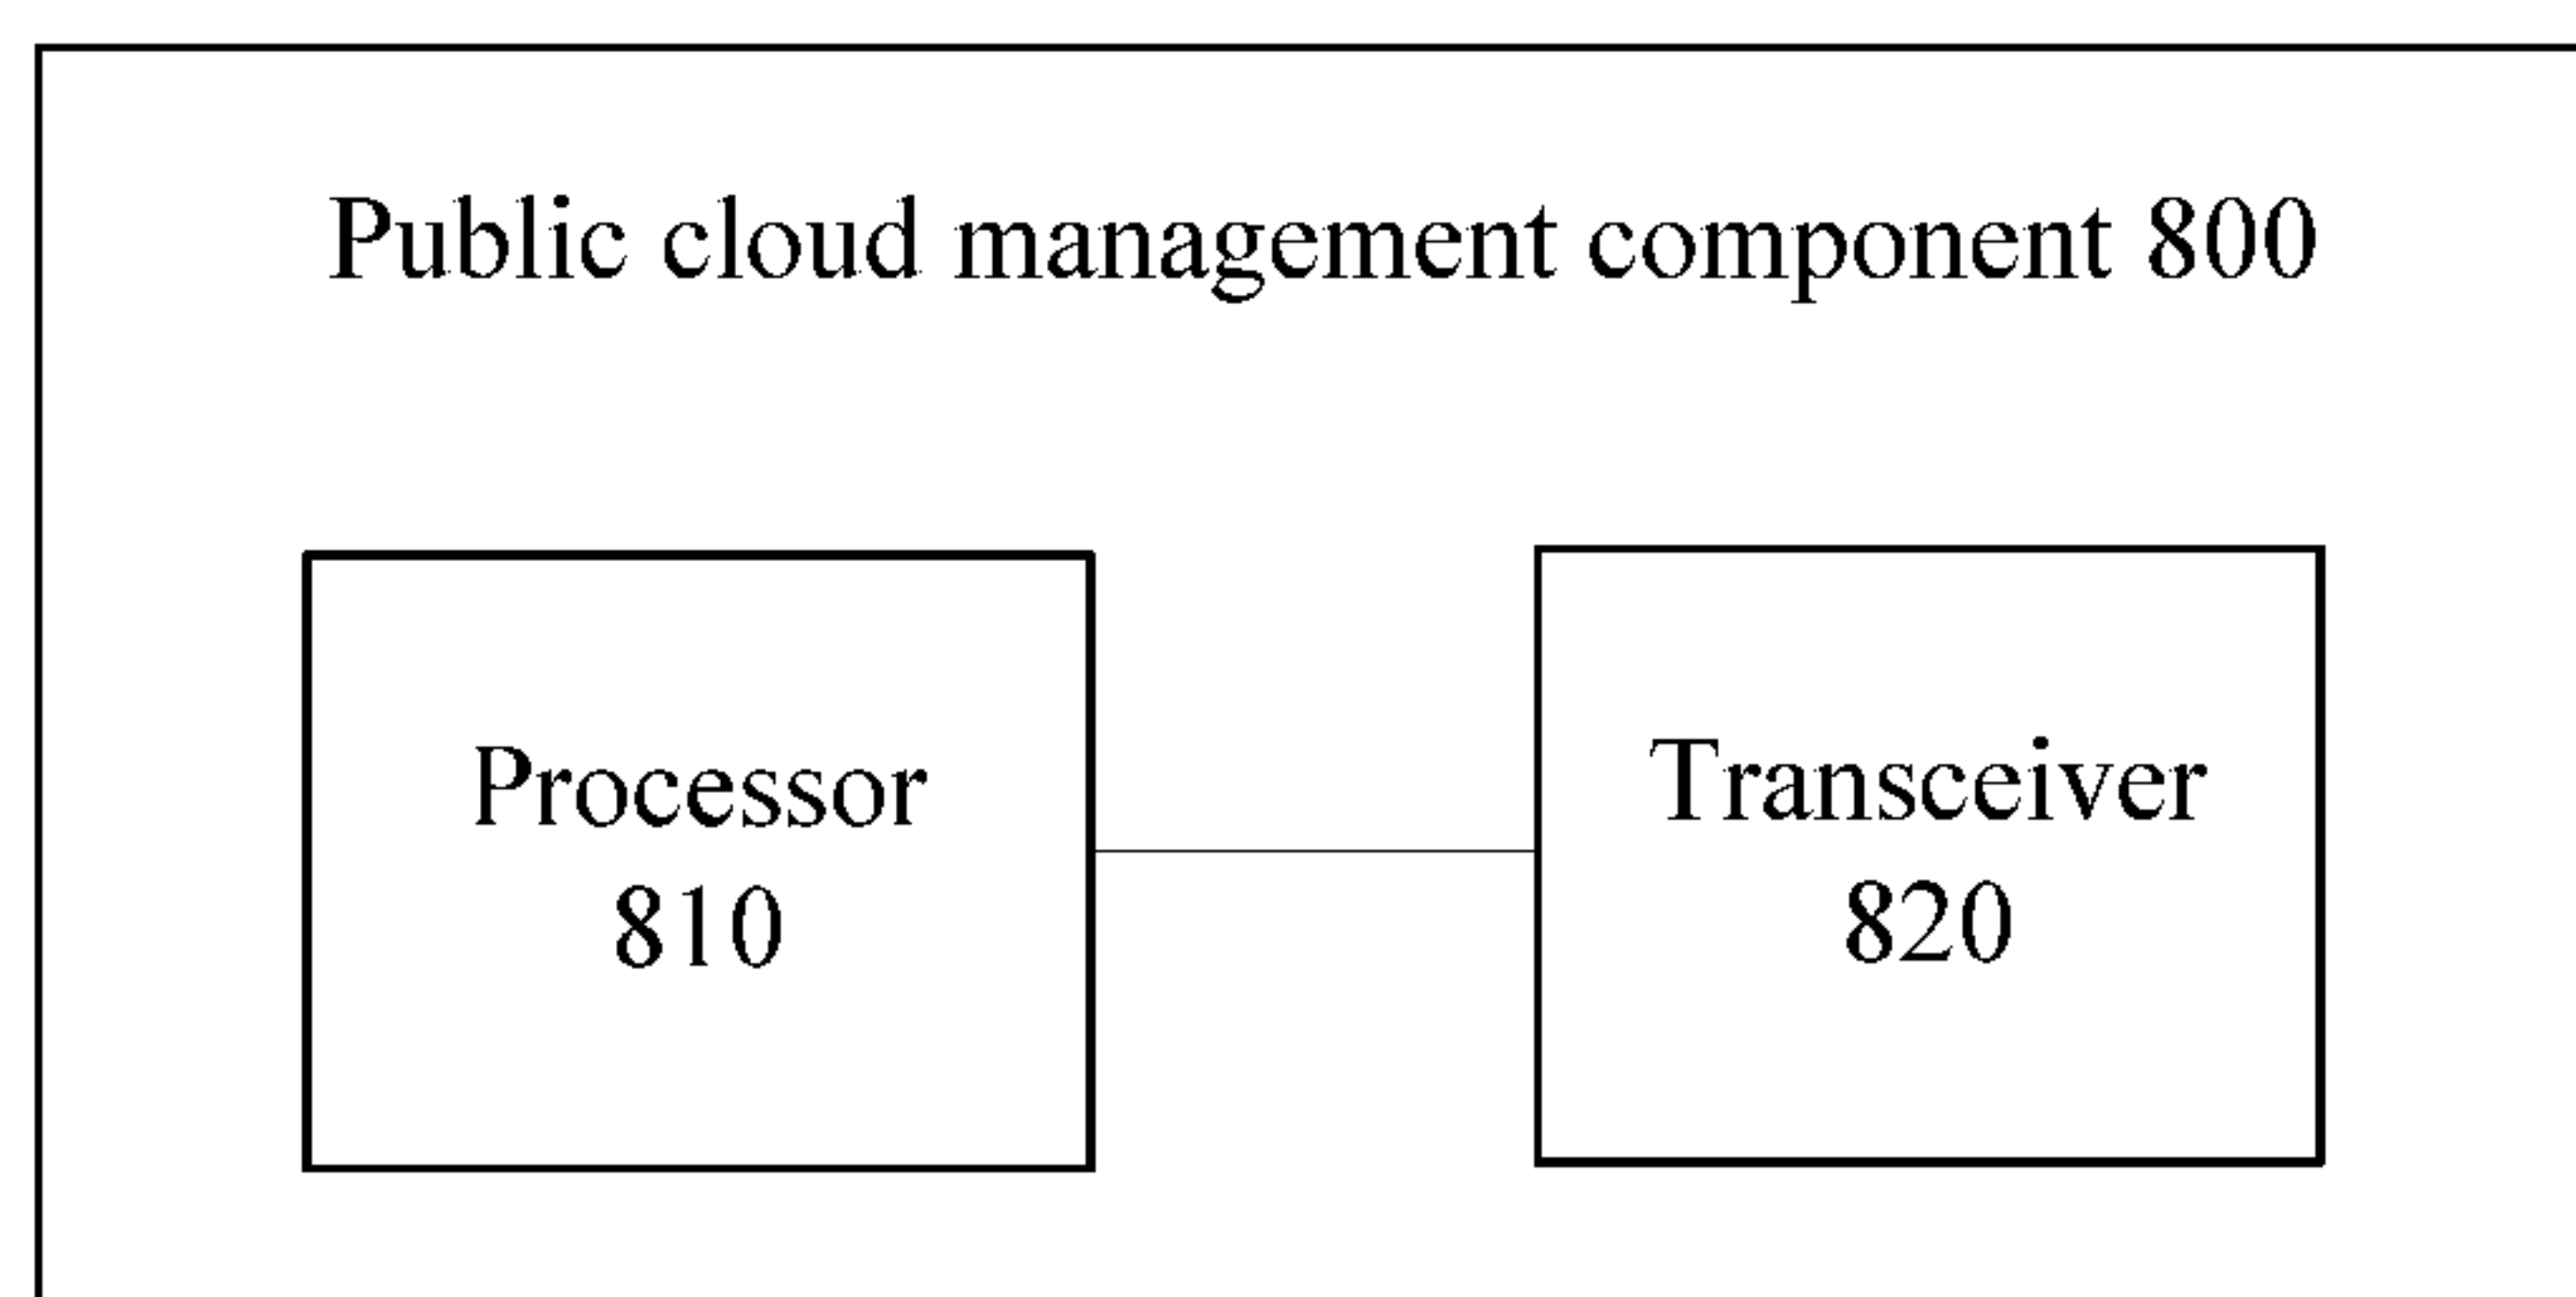 Public cloud management component 800
Processor
810
Transceiver
820